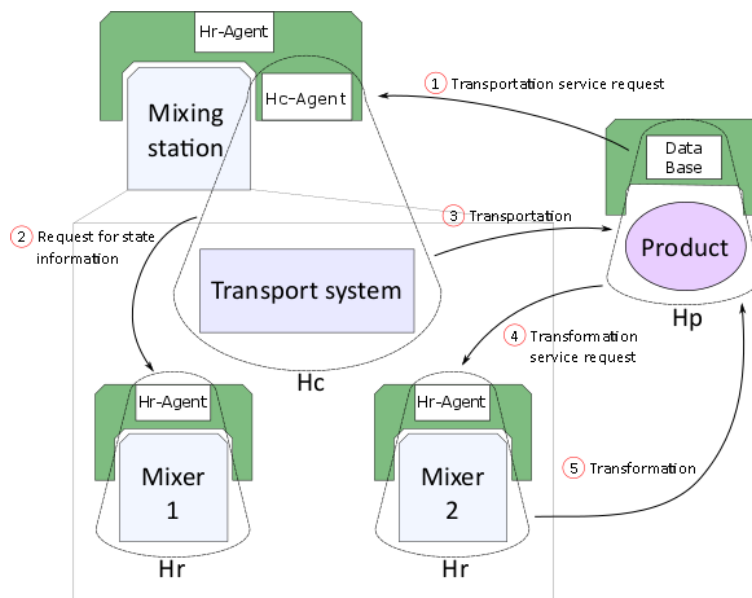 Hr-Agent
1 Transportation service request
Hc-Agent
Mixing
station
Data
Base
3 Transportation
2 Request for state
information
Product
Transport system
Hp
4 Transformation
service request
Hc
Hr-Agent
Hr-Agent
5 Transformation
Mixer
1
Mixer
2
Hr
Hr